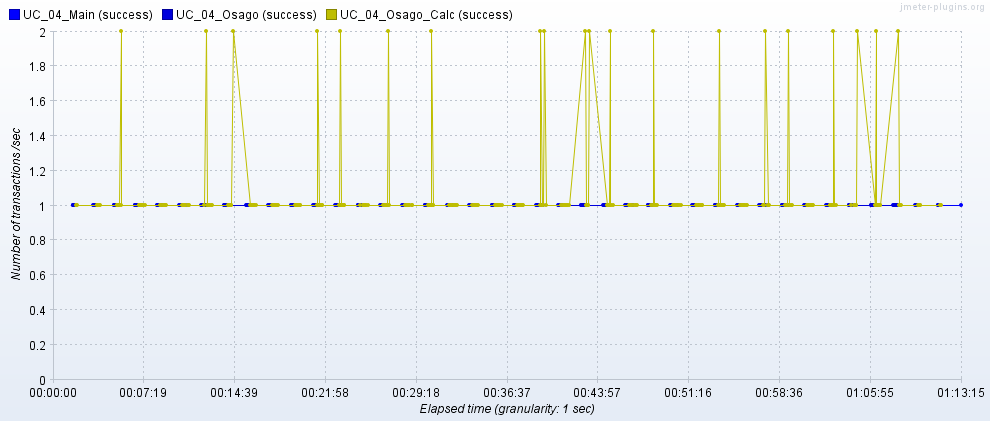 UC_04_Main (success) UC_04_Osago (success) UC_04_Osago_Calc (success)
jmeter-plugins.org
Number of transactions /sec
2
1.8
1.6
1.4
1.2
1
0.8
0.6
0.4
0.2
0
00:00:00 00:07:19 00:14:39 00:21:58 00:29:18 00:36:37 00:43:57 00:51:16 00:58:36 01:05:55 01:13:15
Elapsed time (granularity: 1 sec)